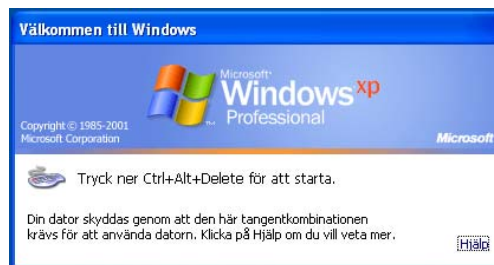 Välkommen till Windows
Microsoft®
Windows xp
Professional
Copyright © 1985-2001
Microsoft Corporation
Microsoft
Tryck ner Ctrl+Alt+Delete för att starta.
Din dator skyddas genom att den här tangentkombinationen
krävs för att använda datorn. Klicka på Hjälp om du vill veta mer.
Hjälp